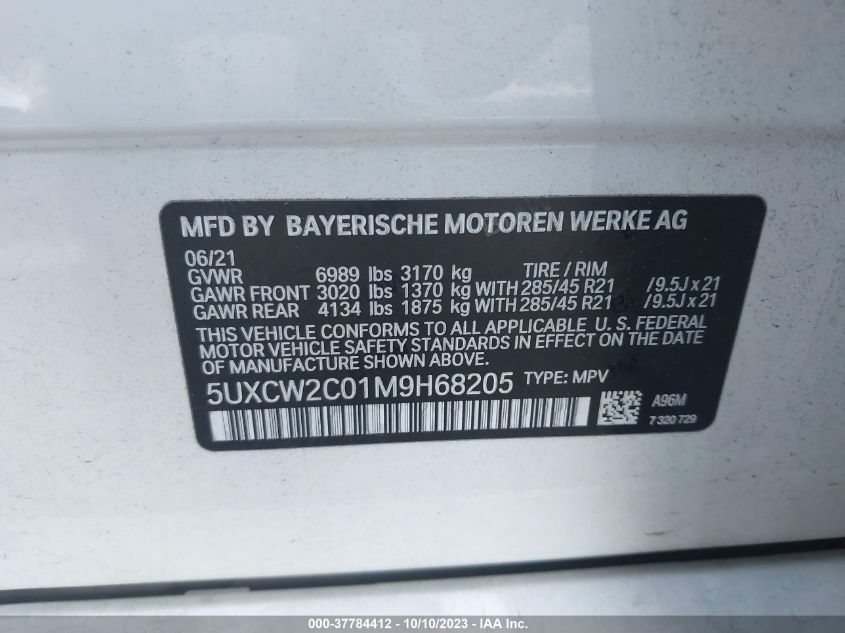 MFD BY BAYERISCHE MOTOREN WERKE AG
06/21
GVWR 6989 lbs 3170 kg TIRE / RIM
GAWR FRONT 3020 lbs 1370 kg WITH 285/45 R21 /9.5J x 21
GAWR REAR 4134 lbs 1875 kg WITH 285/45 R21 /9.5J x 21
THIS VEHICLE CONFORMS TO ALL APPLICABLE U. S. FEDERAL
MOTOR VEHICLE SAFETY STANDARDS IN EFFECT ON THE DATE
OF MANUFACTURE SHOWN ABOVE.
5UXCW2C01M9H68205 TYPE: MPV
A96M
7 320 729
000-37784412 - 10/10/2023 - IAAI Inc.